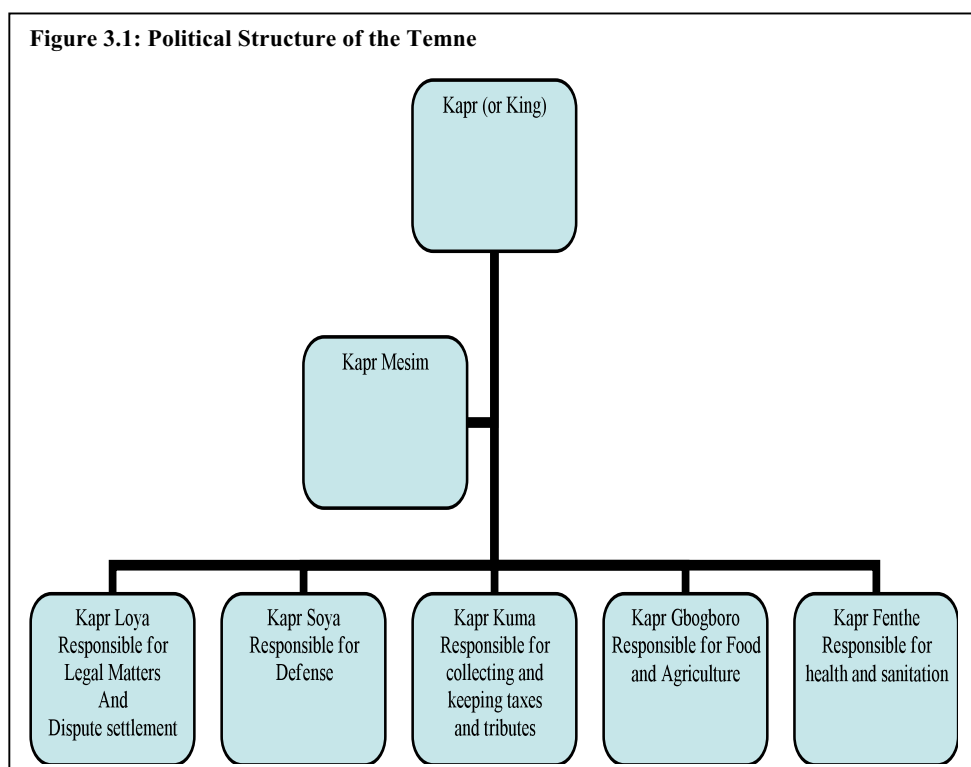 Figure 3.1: Political Structure of the Temne
Kapr (or King)
Kapr Mesim
Kapr Loya
Responsible for
Legal Matters
And
Dispute settlement
Kapr Soya
Responsible for
Defense
Kapr Kuma
Responsible for
collecting and
keeping taxes
and tributes
Kapr Gbogboro
Responsible for Food
and Agriculture
Kapr Fenthe
Responsible for
health and sanitation